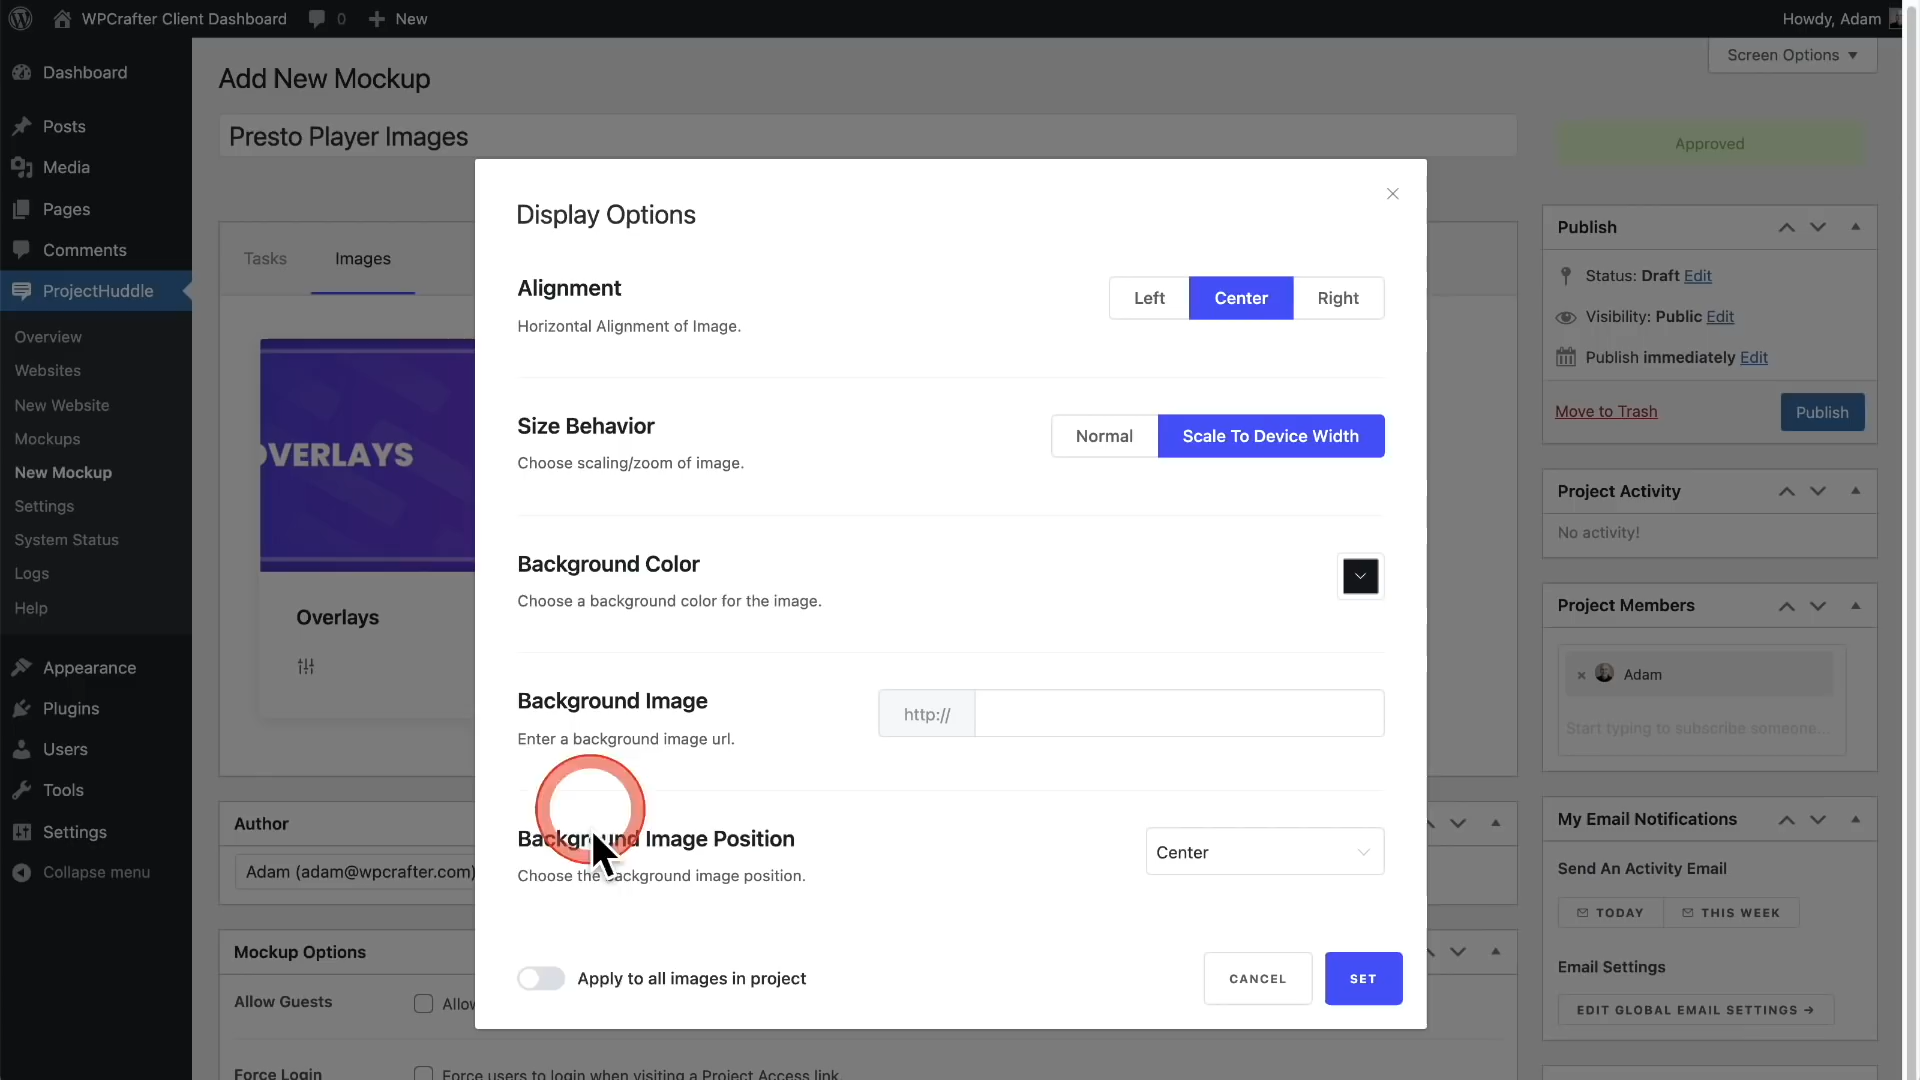 WPCrafter Client Dashboard
0
New
Howdy, Adam
Screen Options
Dashboard
Posts
Media
Pages
Comments
ProjectHuddle
Overview
Websites
New Website
Mockups
New Mockup
Settings
System Status
Logs
Help
Appearance
Plugins
Users
Tools
Settings
Collapse menu
Add New Mockup
Presto Player Images
Tasks
Images
OVERLAYS
Overlays
Author
Adam (adam@wpcrafter.com)
Mockup Options
Allow Guests
Force Login
Force users to login when visiting a Project Access link.
Display Options
Alignment
Horizontal Alignment of Image.
Left
Center
Right
Size Behavior
Choose scaling/zoom of image.
Normal
Scale To Device Width
Background Color
Choose a background color for the image.
Background Image
Enter a background image url.
http://
Background Image Position
Choose the background image position.
Center
Apply to all images in project
CANCEL
SET
Approved
Publish
Status: Draft Edit
Visibility: Public Edit
Publish immediately Edit
Move to Trash
Publish
Project Activity
No activity!
Project Members
× Adam
Start typing to subscribe someone...
My Email Notifications
Send An Activity Email
TODAY
THIS WEEK
Email Settings
EDIT GLOBAL EMAIL SETTINGS →